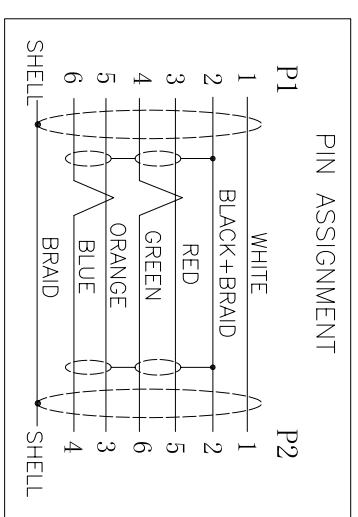 PIN ASSIGNMENT
P1 P2
1 WHITE 1
2 BLACK+BRAID 2
3 RED 5
4 GREEN 6
5 ORANGE 3
6 BLUE 4
SHELL BRAID SHELL